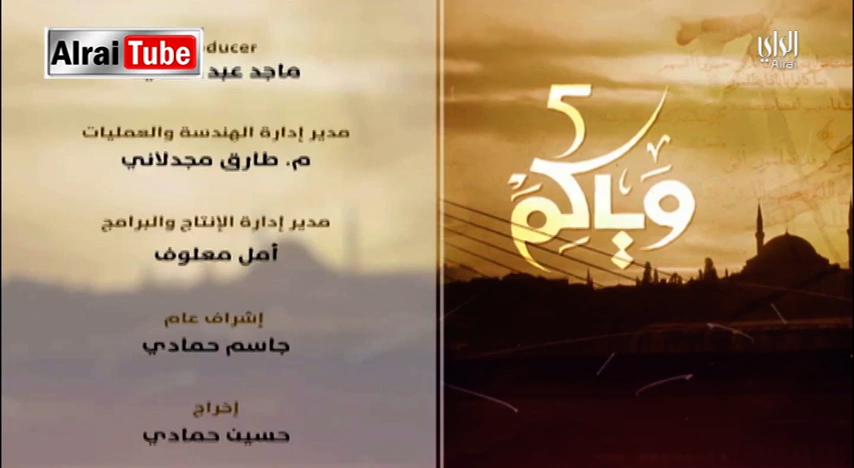 Alrai Tube
ماجد عبد
مدير إدارة الهندسة والعمليات
م. طارق مجدلاني
مدير إدارة الإنتاج والبرامج
أمل معلوف
إشراف عام
جاسم حمادي
إخراج
حسين حمادي
الراي
Alrai
5
وياكم